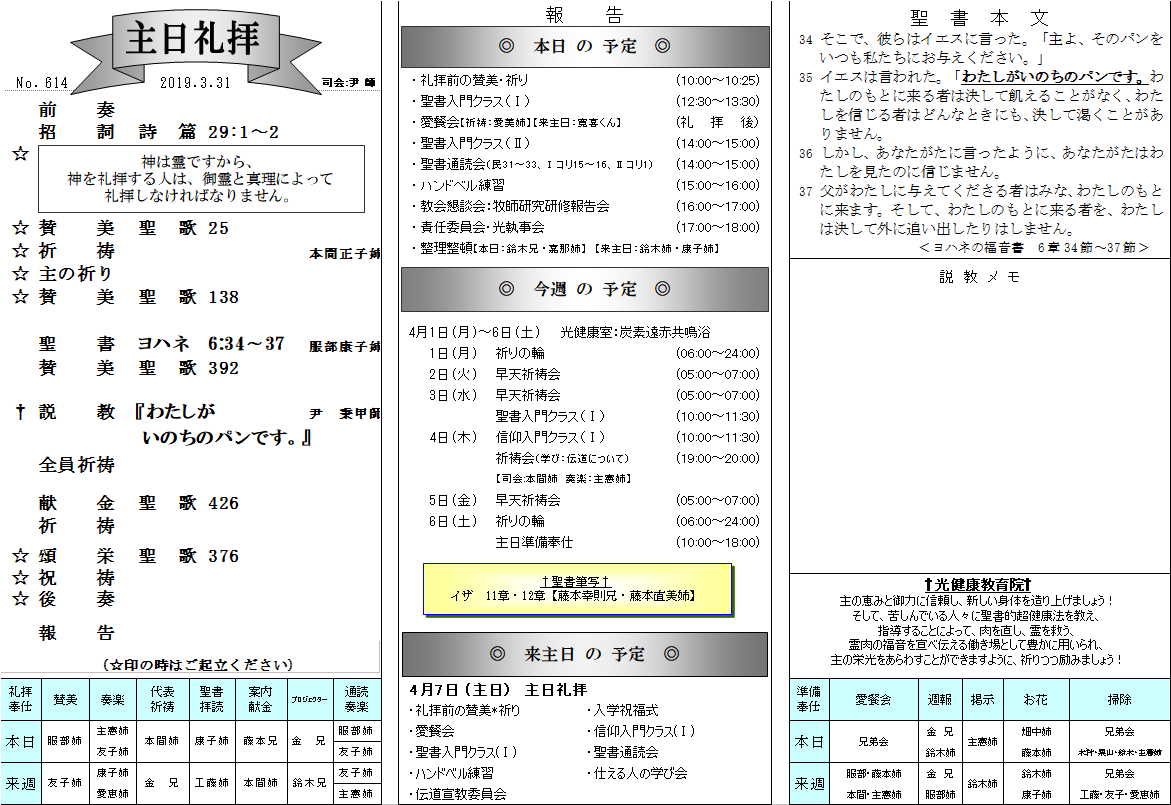 主日礼拝
No. 614
2019.3.31
司会:尹 師
前 奏
招 詞 詩 篇 29:1～2
☆
神は霊ですから、
神を礼拝する人は、御霊と真理によって
礼拝しなければなりません。
☆ 賛 美 聖 歌 25
☆ 祈 祷 本間正子姉
☆ 主の祈り
☆ 賛 美 聖 歌 138
聖 書 ヨハネ 6:34～37 服部康子姉
賛 美 聖 歌 392
† 説 教 『わたしが 尹 秉甲師
いのちのパンです。』
全員祈祷
献 金 聖 歌 426
祈 祷
☆ 頌 栄 聖 歌 376
☆ 祝 祷
☆ 後 奏
報 告
(☆印の時はご起立ください)
礼拝奉仕 賛美 奏楽 代表祈祷 聖書拝読 案内献金 プロジェクター 通読奏楽
本日 服部姉 主憲姉 友子姉 本間姉 康子姉 藤本兄 金 兄 服部姉 友子姉
来週 友子姉 康子姉 愛恵姉 金 兄 工藤姉 本間姉 鈴木兄 友子姉 主憲姉
報 告
◎ 本日 の 予定 ◎
・礼拝前の賛美・祈り (10:00～10:25)
・聖書入門クラス(Ⅰ) (12:30～13:30)
・愛餐会【祈祷:愛美姉】【来主日:寛喜くん】 (礼 拝 後)
・聖書入門クラス(Ⅱ) (14:00～15:00)
・聖書通読会(民31～33、Ⅰコリ15～16、Ⅱコリ1) (14:00～15:00)
・ハンドベル練習 (15:00～16:00)
・教会懇談会:牧師研究研修報告会 (16:00～17:00)
・責任委員会・光執事会 (17:00～18:00)
・整理整頓【本日:鈴木兄・嘉那姉】【来主日:鈴木姉・康子姉】
◎ 今週 の 予定 ◎
4月1日(月)～6日(土) 光健康室:炭素遠赤共鳴浴
1日(月) 祈りの輪 (06:00～24:00)
2日(火) 早天祈祷会 (05:00～07:00)
3日(水) 早天祈祷会 (05:00～07:00)
聖書入門クラス(Ⅰ) (10:00～11:30)
4日(木) 信仰入門クラス(Ⅰ) (10:00～11:30)
祈祷会(学び:伝道について) (19:00～20:00)
【司会:本間姉 奏楽:主憲姉】
5日(金) 早天祈祷会 (05:00～07:00)
6日(土) 祈りの輪 (06:00～24:00)
主日準備奉仕 (10:00～18:00)
†聖書筆写†
イザ 11章・12章【藤本幸則兄・藤本直美姉】
◎ 来主日 の 予定 ◎
4月7日(主日) 主日礼拝
・礼拝前の賛美*祈り ・入学祝福式
・愛餐会 ・信仰入門クラス(Ⅰ)
・聖書入門クラス(Ⅰ) ・聖書通読会
・ハンドベル練習 ・仕える人の学び会
・伝道宣教委員会
聖 書 本 文
34 そこで、彼らはイエスに言った。「主よ、そのパンを
いつも私たちにお与えください。」
35 イエスは言われた。「わたしがいのちのパンです。わ
たしのもとに来る者は決して飢えることがなく、わた
しを信じる者はどんなときにも、決して渇くことがあ
りません。
36 しかし、あなたがたに言ったように、あなたがたはわ
たしを見たのに信じません。
37 父がわたしに与えてくださる者はみな、わたしのもと
に来ます。そして、わたしのもとに来る者を、わたし
は決して外に追い出したりはしません。
＜ヨハネの福音書 6章34節～37節＞
説 教 メ モ
†光健康教育院†
主の恵みと御力に信頼し、新しい身体を造り上げましょう！
そして、苦しんでいる人々に聖書的超健康法を教え、
指導することによって、肉を直し、霊を救う、
霊肉の福音を宣べ伝える働き場として豊かに用いられ、
主の栄光をあらわすことができますように、祈りつつ励みましょう！
準備奉仕 愛餐会 週報 掲示 お花 掃除
本日 兄弟会 金 兄 鈴木姉 主憲姉 畑中姉 藤本姉 兄弟会 木村・黒山・鈴木・主憲姉
来週 服部・藤本姉 本間・主憲姉 金 兄 服部姉 鈴木姉 鈴木姉 康子姉 兄弟会 工藤・友子・愛恵姉